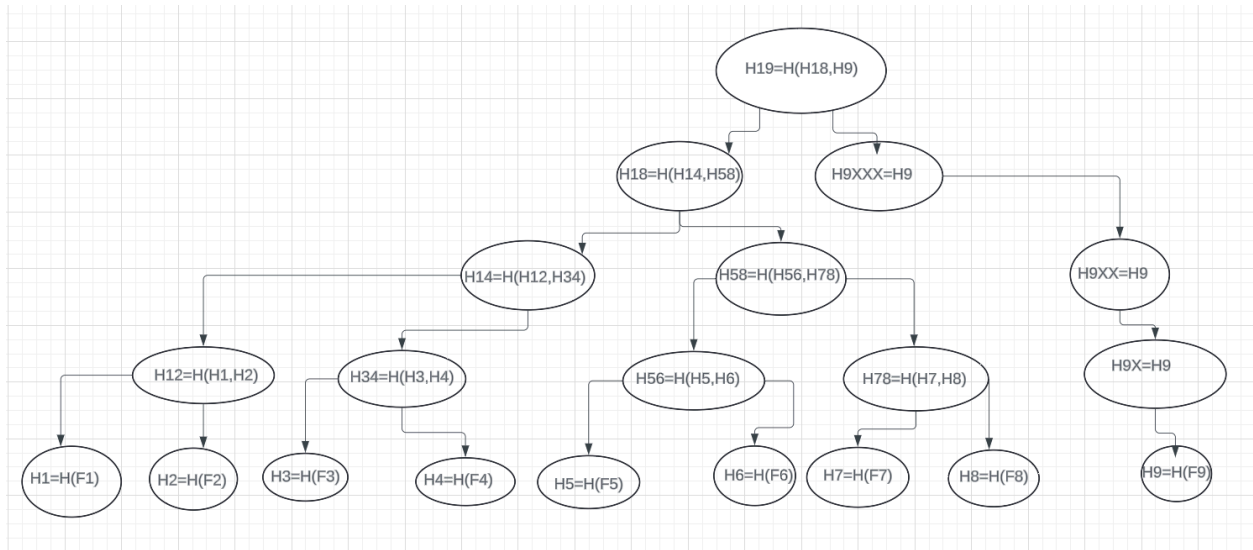 H19=H(H18,H9)
H18=H(H14,H58)
H9XXX=H9
H14=H(H12,H34)
H58=H(H56,H78)
H9XX=H9
H12=H(H1,H2)
H34=H(H3,H4)
H56=H(H5,H6)
H78=H(H7,H8)
H9X=H9
H1=H(F1)
H2=H(F2)
H3=H(F3)
H4=H(F4)
H5=H(F5)
H6=H(F6)
H7=H(F7)
H8=H(F8)
H9=H(F9)